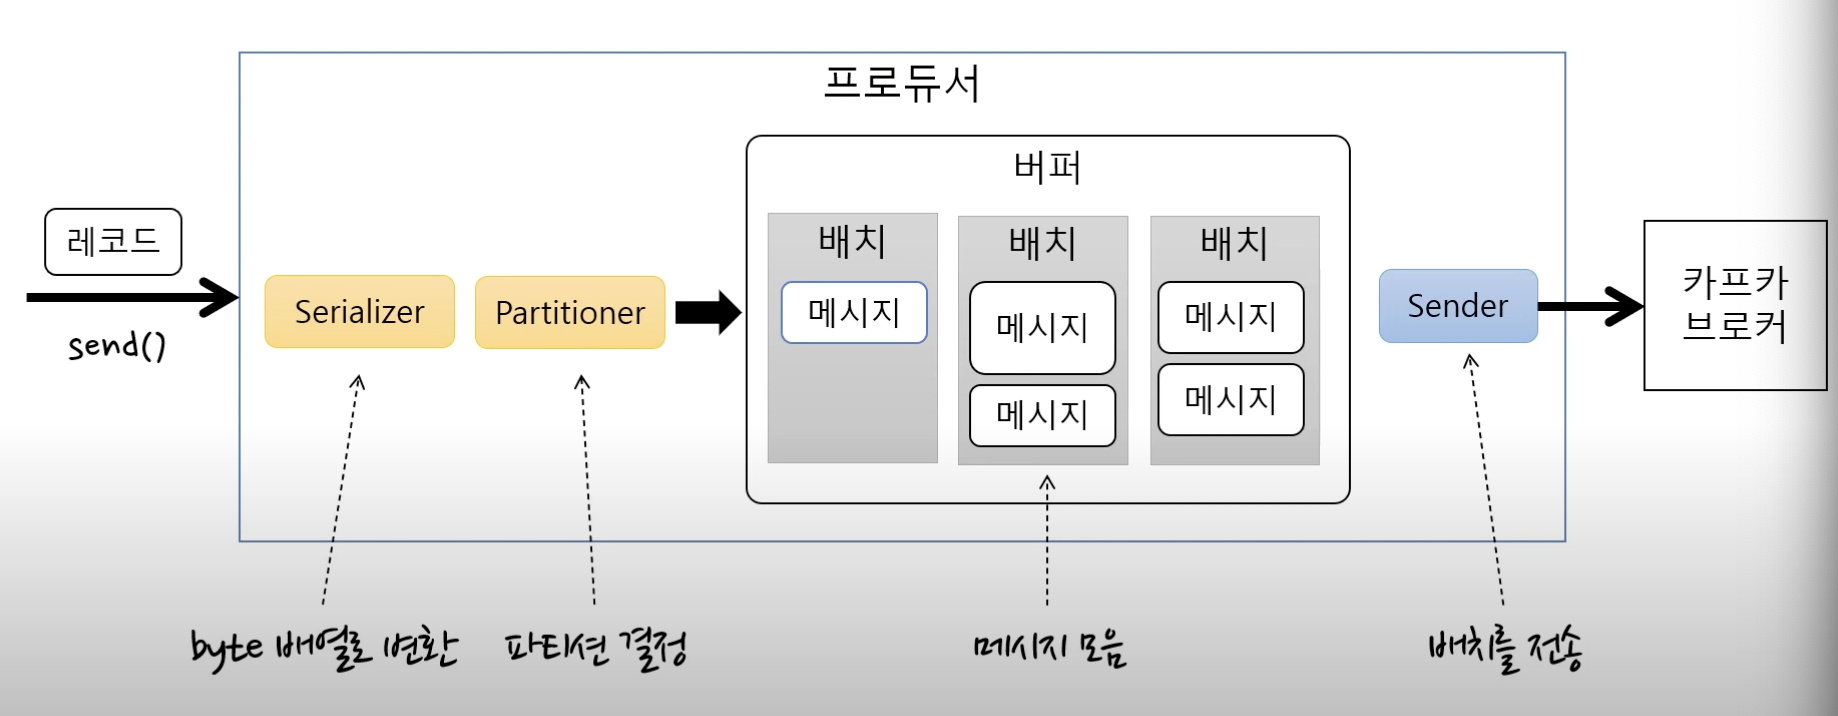 프로듀서
버퍼
레코드
send()
Serializer
Partitioner
배치
메시지
배치
메시지
메시지
배치
메시지
메시지
Sender
카프카
브로커
byte 배열로 변환
파티션 결정
메시지 모음
배치를 전송